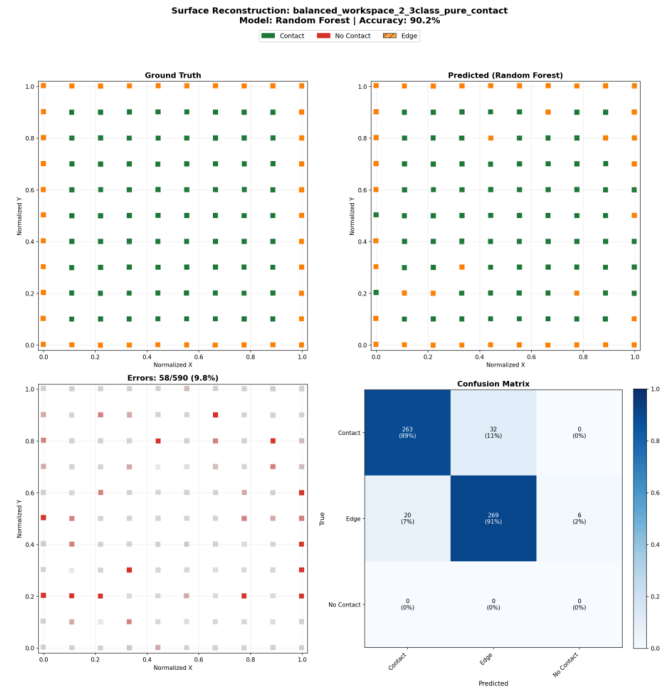 Surface Reconstruction: balanced_workspace_2_3class_pure_contact
Model: Random Forest | Accuracy: 90.2%
Contact No Contact Edge
Ground Truth
Normalized Y
1.0
0.8
0.6
0.4
0.2
0.0
0.0 0.2 0.4 0.6 0.8 1.0
Normalized X
Predicted (Random Forest)
Normalized Y
1.0
0.8
0.6
0.4
0.2
0.0
0.0 0.2 0.4 0.6 0.8 1.0
Normalized X
Errors: 58/590 (9.8%)
Normalized Y
1.0
0.8
0.6
0.4
0.2
0.0
0.0 0.2 0.4 0.6 0.8 1.0
Normalized X
Confusion Matrix
True
Contact
263 32 0
(89%) (11%) (0%)
Edge
20 269 6
(7%) (91%) (2%)
No Contact
0 0 0
(0%) (0%) (0%)
Contact Edge No Contact
Predicted
1.0
0.8
0.6
0.4
0.2
0.0